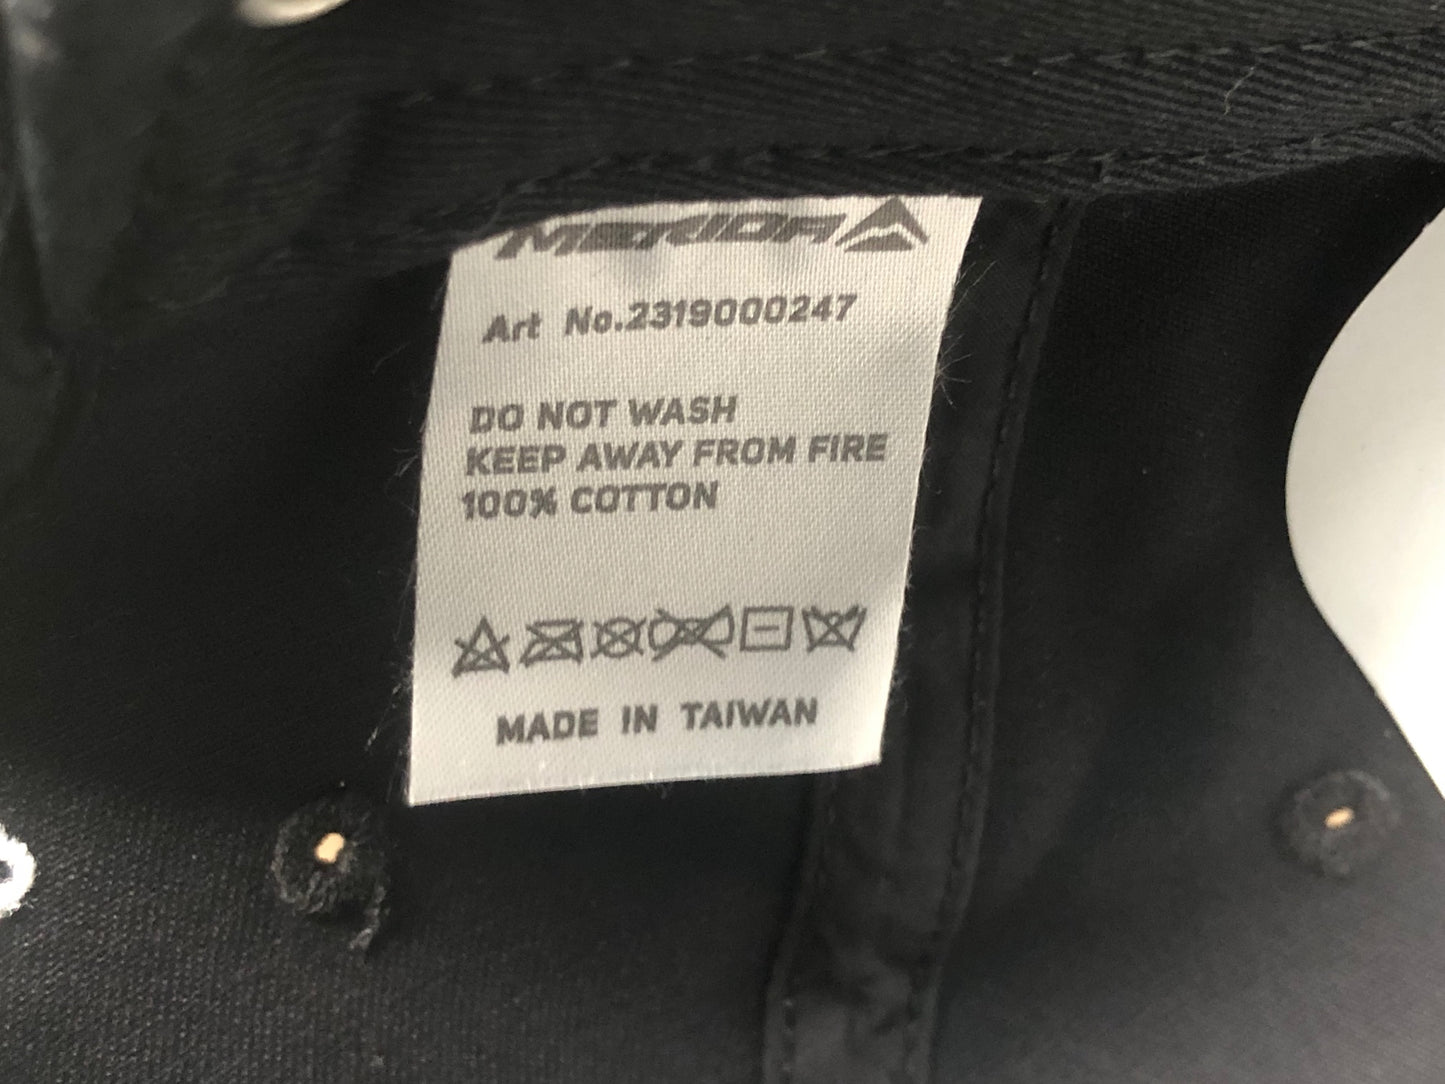 MERIDA
Art No.2319000247
DO NOT WASH
KEEP AWAY FROM FIRE
100% COTTON
MADE IN TAIWAN